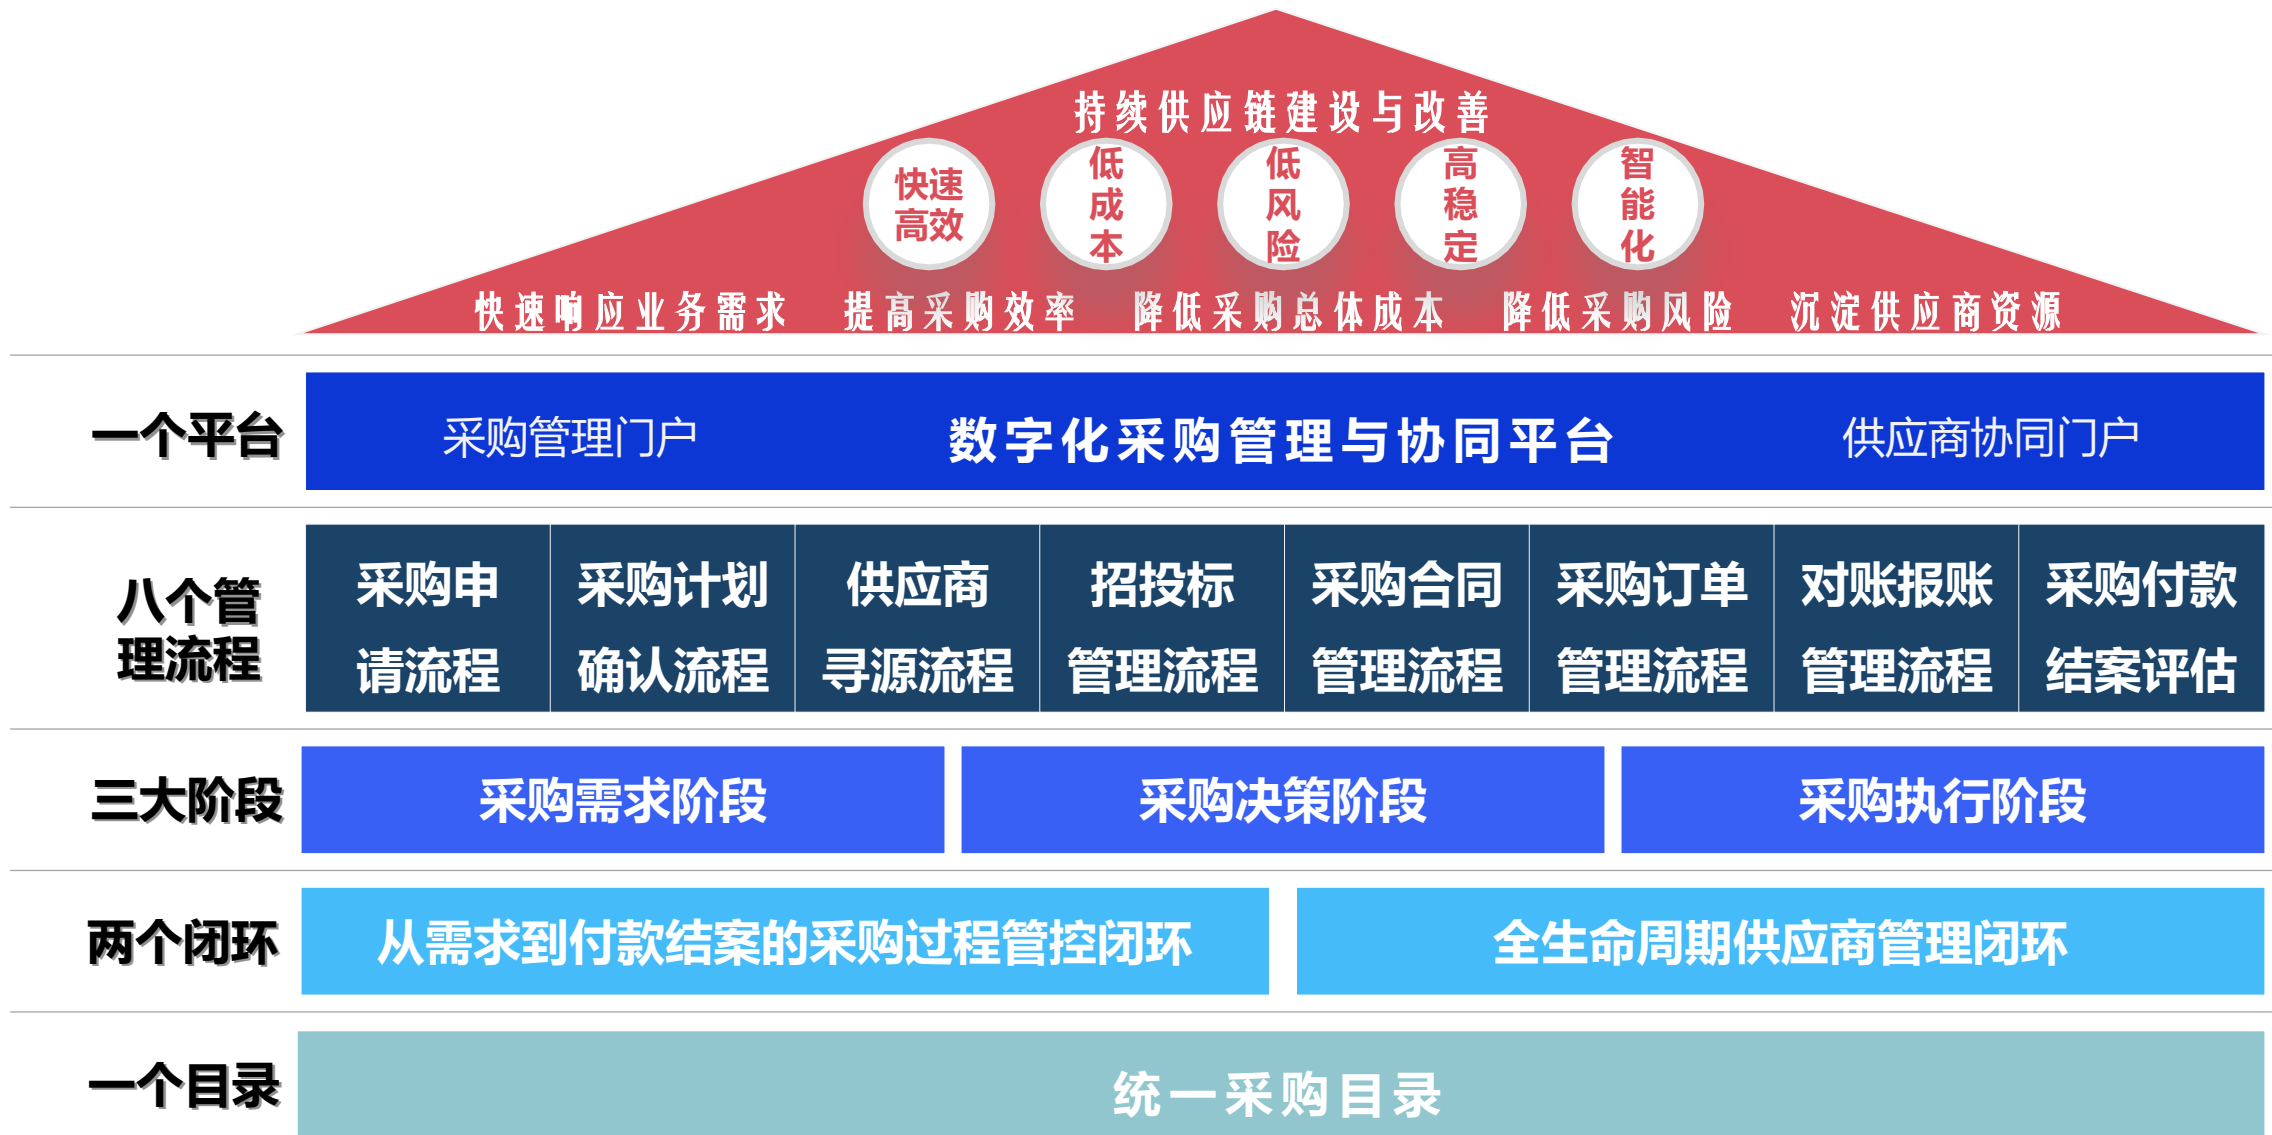 持续供应链建设与改善
快速
高效
低
成
本
低
风
险
高
稳
定
智
能
化
快速响应业务需求 提高采购效率 降低采购总体成本 降低采购风险 沉淀供应商资源
一个平台
采购管理门户
数字化采购管理与协同平台
供应商协同门户
八个管
理流程
采购申
请流程
采购计划
确认流程
供应商
寻源流程
招投标
管理流程
采购合同
管理流程
采购订单
管理流程
对账报账
管理流程
采购付款
结案评估
三大阶段
采购需求阶段
采购决策阶段
采购执行阶段
两个闭环
从需求到付款结案的采购过程管控闭环
全生命周期供应商管理闭环
一个目录
统一采购目录